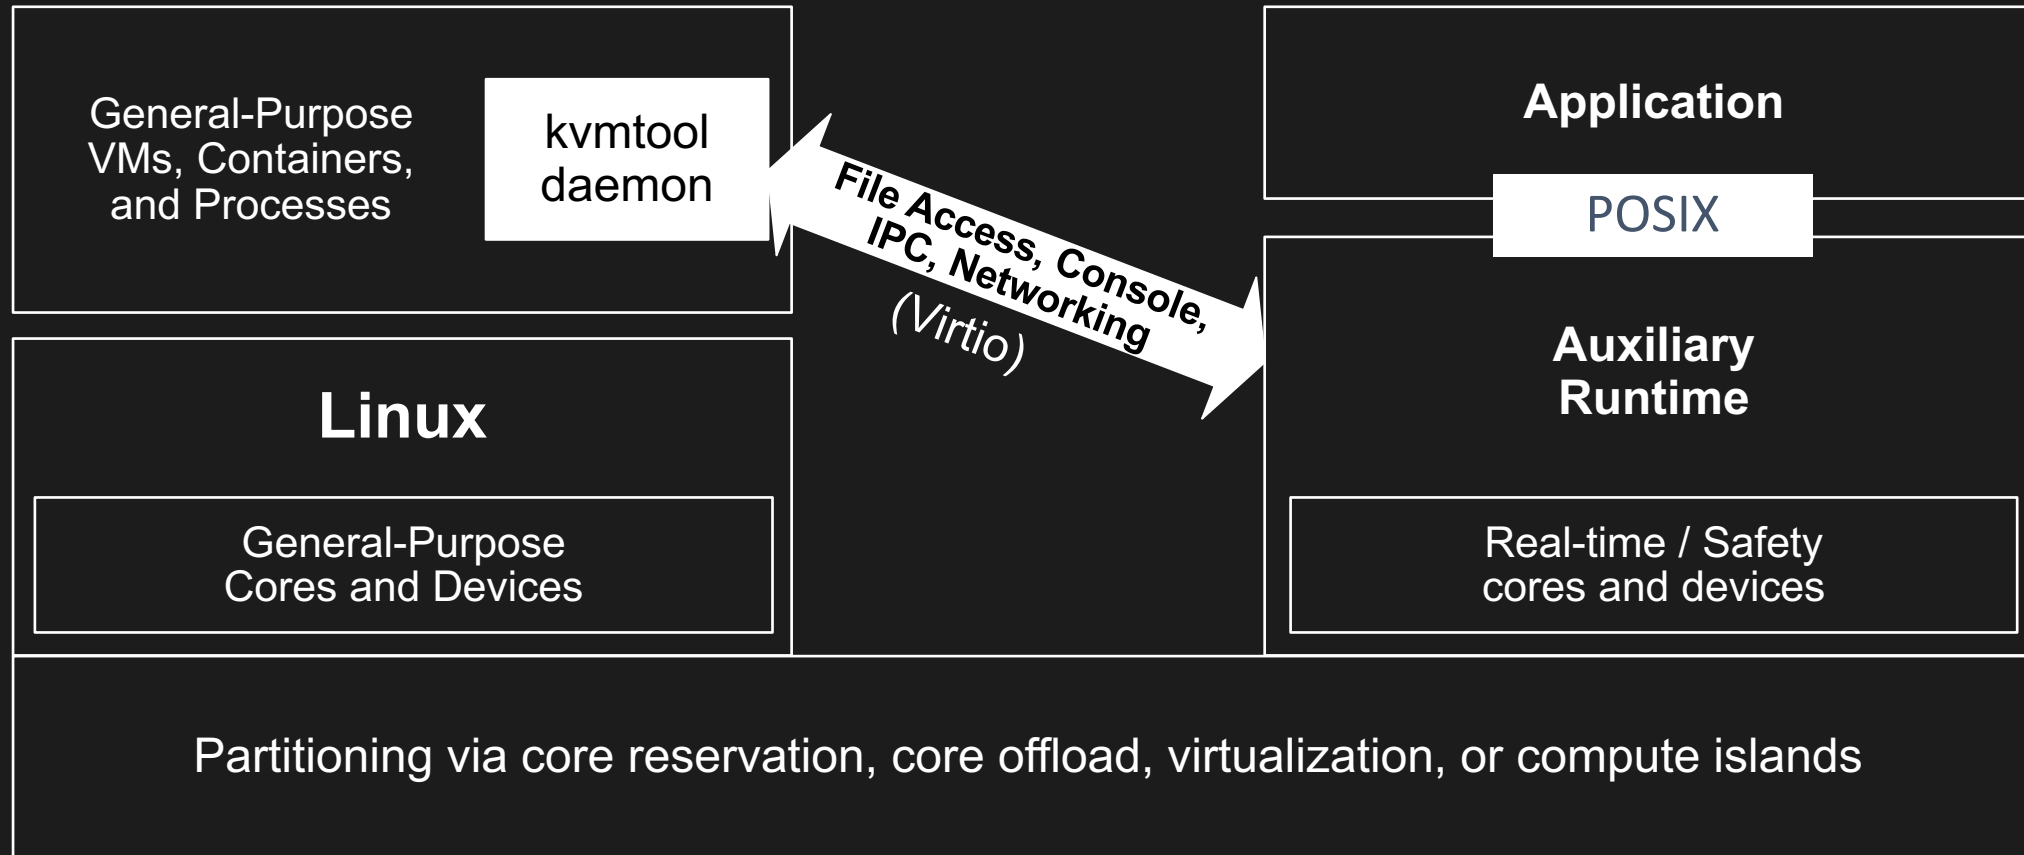 General-Purpose
VMs, Containers,
and Processes
kvmtool
daemon
File Access, Console,
IPC, Networking
(Virtio)
Application
POSIX
Linux
Auxiliary
Runtime
General-Purpose
Cores and Devices
Real-time / Safety
cores and devices
Partitioning via core reservation, core offload, virtualization, or compute islands